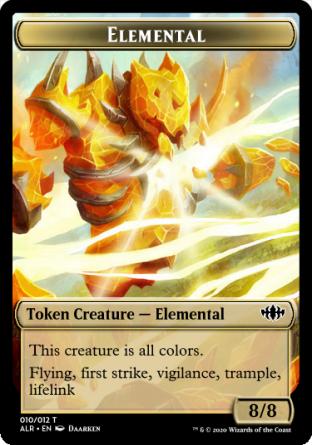 Elemental
Token Creature — Elemental
This creature is all colors.
Flying, first strike, vigilance, trample,
lifelink
8/8
010/012 T
ALR • EN Daarken
™ & © 2020 Wizards of the Coast